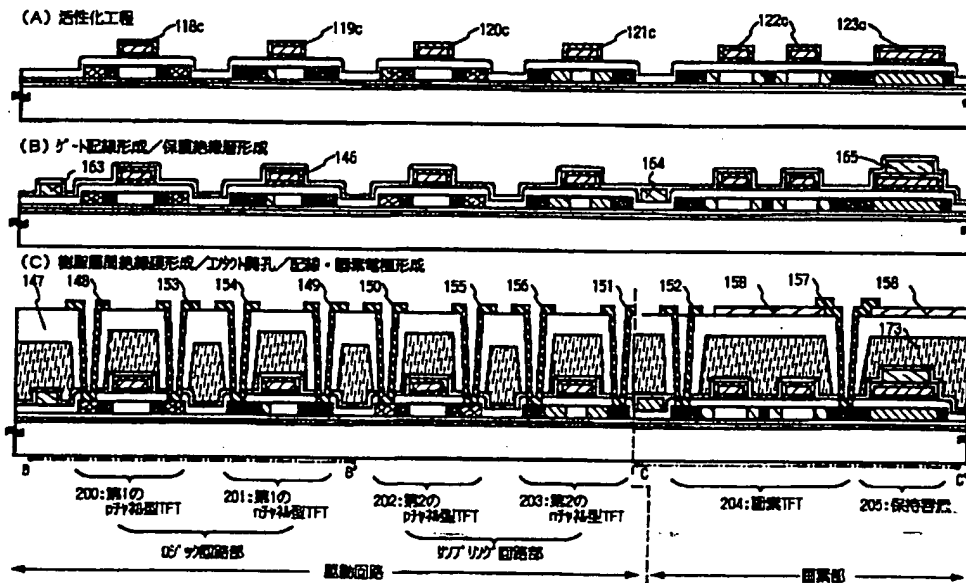 (A) 活性化工程
118c
119c
120c
121c
122a
123a
(B) ゲート配線形成/保護絶縁層形成
163
146
164
165
(C) 樹脂層間絶縁膜形成/コンタクト開孔/配線・画素電極形成
147
148
153
154
149
150
155
156
151
152
158
157
158
173
B
B'
C
C'
200:第1の
pチャネル型TFT
201:第1の
nチャネル型TFT
202:第2の
pチャネル型TFT
203:第2の
nチャネル型TFT
204:画素TFT
205:保持容量
ロジック回路部
サンプリング回路部
駆動回路
画素部